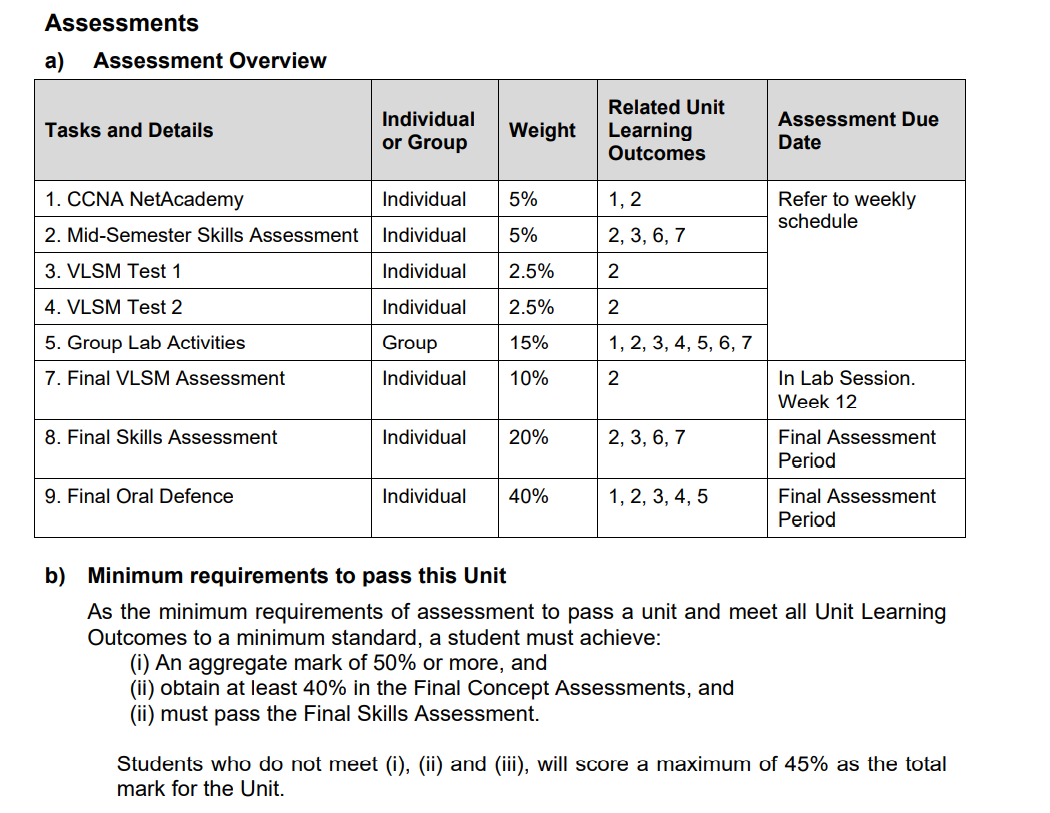 Assessments
a) Assessment Overview
Tasks and Details
Individual
or Group
Weight
Related Unit
Learning
Outcomes
Assessment Due
Date
1. CCNA NetAcademy
Individual
5%
1, 2
Refer to weekly
schedule
2. Mid-Semester Skills Assessment
Individual
5%
2, 3, 6, 7
3. VLSM Test 1
Individual
2.5%
2
4. VLSM Test 2
Individual
2.5%
2
5. Group Lab Activities
Group
15%
1, 2, 3, 4, 5, 6, 7
7. Final VLSM Assessment
Individual
10%
2
In Lab Session.
Week 12
8. Final Skills Assessment
Individual
20%
2, 3, 6, 7
Final Assessment
Period
9. Final Oral Defence
Individual
40%
1, 2, 3, 4, 5
Final Assessment
Period
b) Minimum requirements to pass this Unit
As the minimum requirements of assessment to pass a unit and meet all Unit Learning
Outcomes to a minimum standard, a student must achieve:
(i) An aggregate mark of 50% or more, and
(ii) obtain at least 40% in the Final Concept Assessments, and
(ii) must pass the Final Skills Assessment.
Students who do not meet (i), (ii) and (iii), will score a maximum of 45% as the total
mark for the Unit.